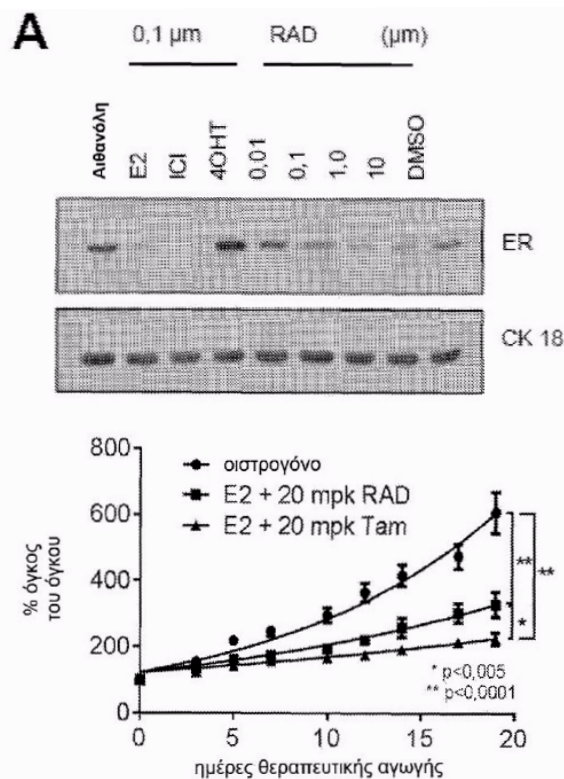 A
0,1 µm RAD (µm)
Αιθανόλη E2 ICI 4OHT 0,01 0,1 1,0 10 DMSO
ER
CK 18
800
600
400
200
0
% όγκος
του όγκου
οιστρογόνο
E2 + 20 mpk RAD
E2 + 20 mpk Tam
**
**
*
* p<0,005
** p<0,0001
0 5 10 15 20
ημέρες θεραπευτικής αγωγής